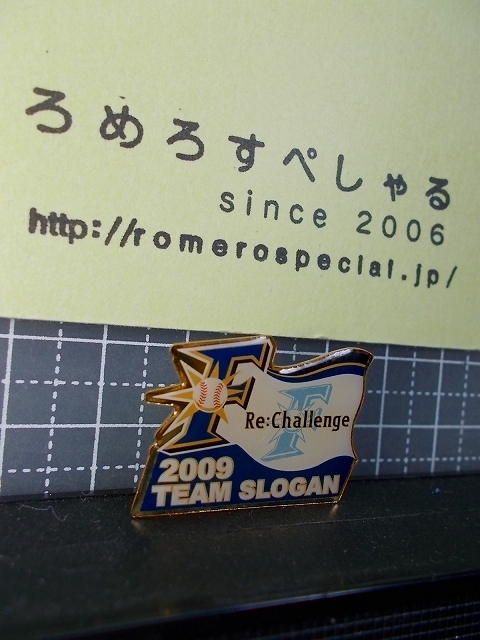 ろめろすぺしゃる
since 2006
http://romerospecial.jp/
F
F
Re:Challenge
2009
TEAM SLOGAN